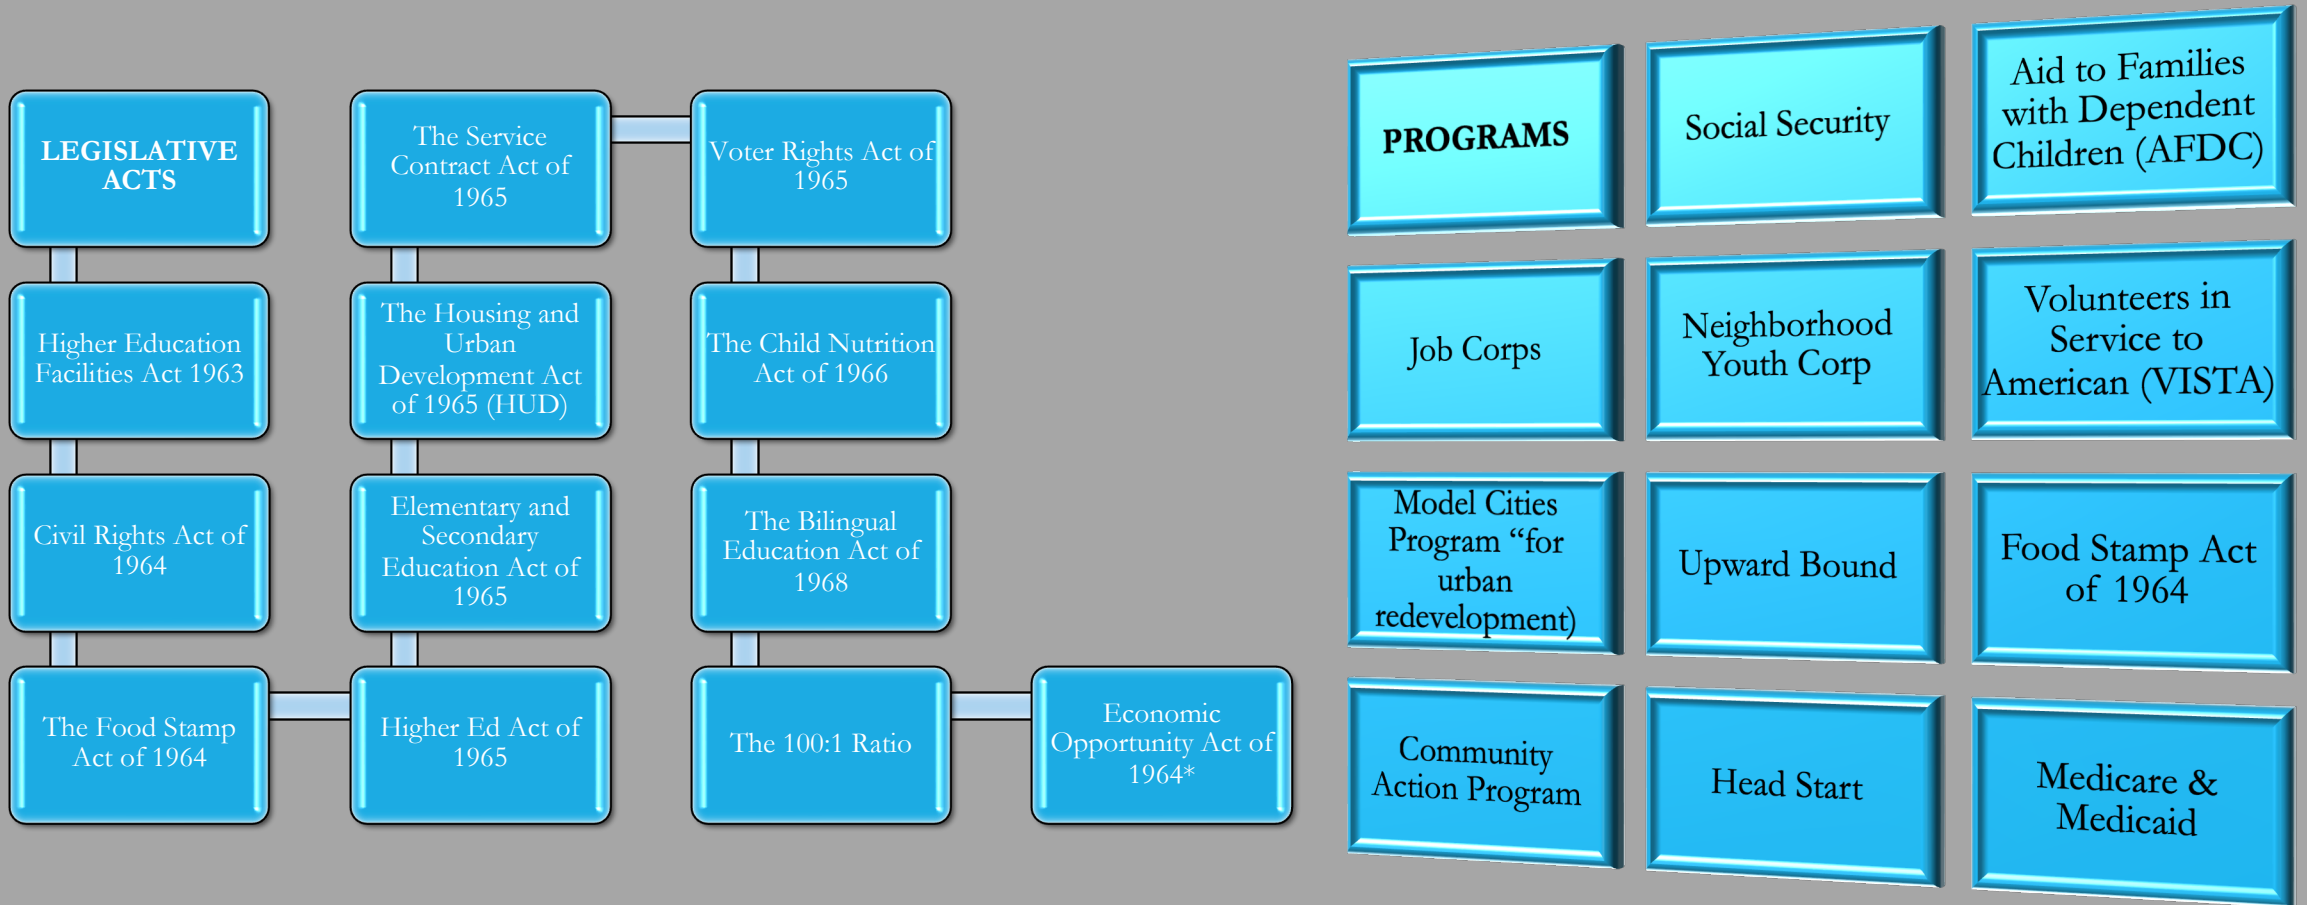 LEGISLATIVE
ACTS
Higher Education
Facilities Act 1963
Civil Rights Act of
1964
The Food Stamp
Act of 1964
Higher Ed Act of
1965
Elementary and
Secondary
Education Act of
1965
The Housing and
Urban
Development Act
of 1965 (HUD)
The Service
Contract Act of
1965
Voter Rights Act of
1965
The Child Nutrition
Act of 1966
The Bilingual
Education Act of
1968
The 100:1 Ratio
Economic
Opportunity Act of
1964*
PROGRAMS
Social Security
Aid to Families
with Dependent
Children (AFDC)
Job Corps
Neighborhood
Youth Corp
Volunteers in
Service to
American (VISTA)
Model Cities
Program “for
urban
redevelopment)
Upward Bound
Food Stamp Act
of 1964
Community
Action Program
Head Start
Medicare &
Medicaid